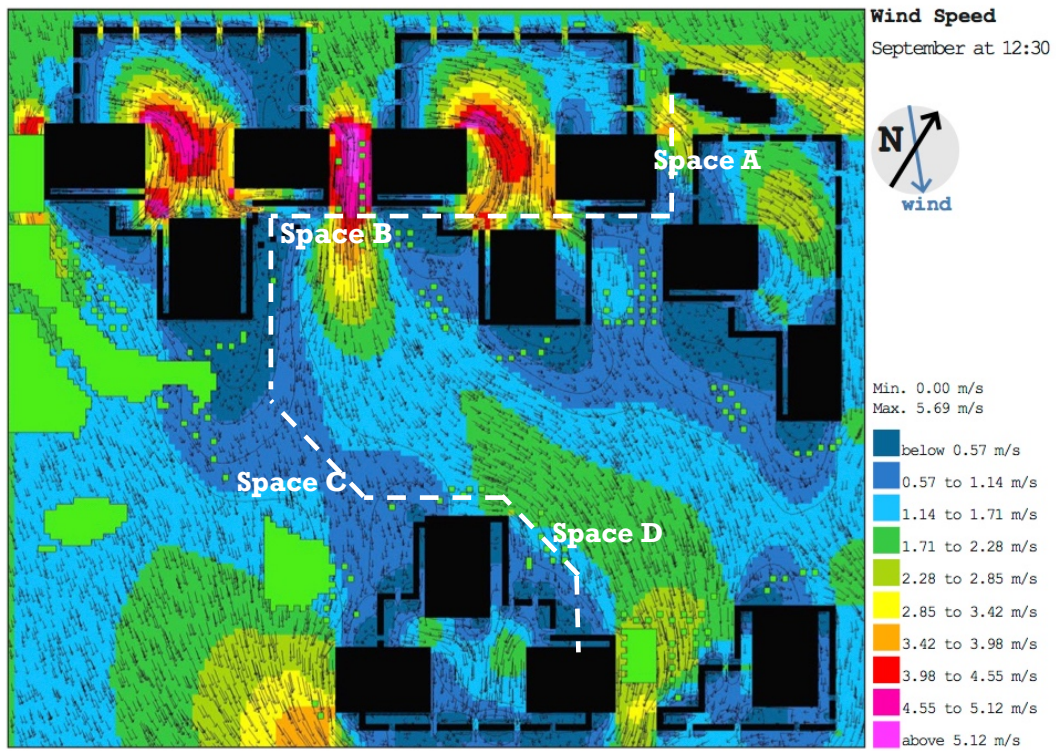 Wind Speed
September at 12:30
N
wind
Space A
Space B
Space C
Space D
Min. 0.00 m/s
Max. 5.69 m/s
below 0.57 m/s
0.57 to 1.14 m/s
1.14 to 1.71 m/s
1.71 to 2.28 m/s
2.28 to 2.85 m/s
2.85 to 3.42 m/s
3.42 to 3.98 m/s
3.98 to 4.55 m/s
4.55 to 5.12 m/s
above 5.12 m/s